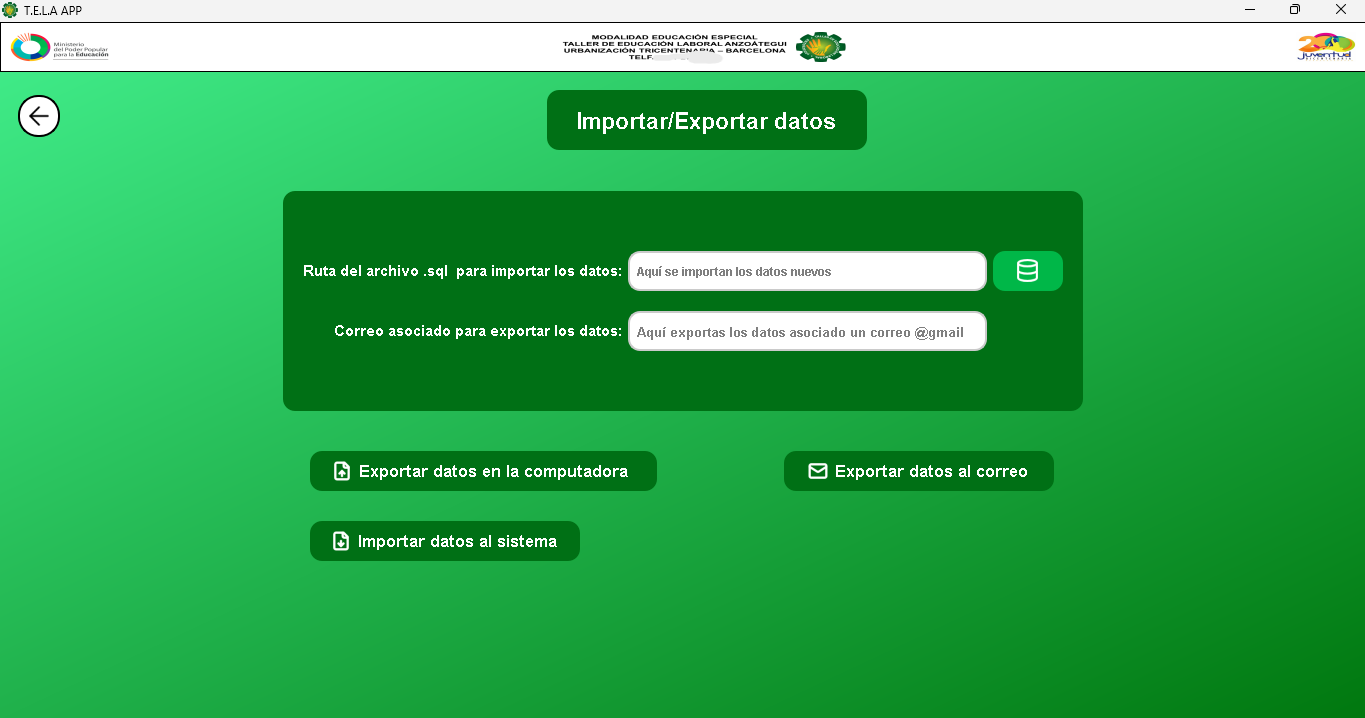 T.E.L.A APP
Ministerio
del Poder Popular
para la Educación
MODALIDAD EDUCACIÓN ESPECIAL
TALLER DE EDUCACIÓN LABORAL ANZOÁTEGUI
URBANIZACIÓN TRICENTENARIA – BARCELONA
TELF.
juventud
Importar/Exportar datos
Ruta del archivo .sql para importar los datos:
Aquí se importan los datos nuevos
Correo asociado para exportar los datos:
Aquí exportas los datos asociado un correo @gmail
Exportar datos en la computadora
Exportar datos al correo
Importar datos al sistema